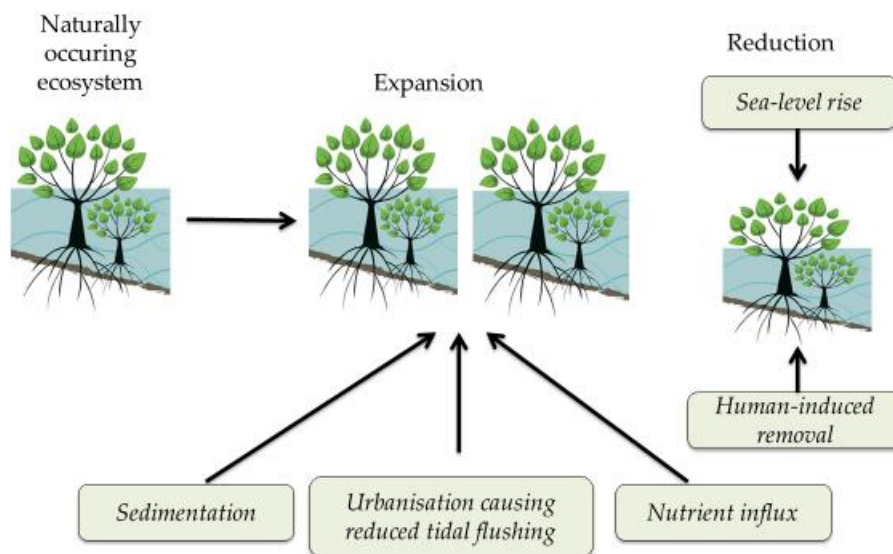 Naturally
occuring
ecosystem
Expansion
Reduction
Sea-level rise
Human-induced
removal
Sedimentation
Urbanisation causing
reduced tidal flushing
Nutrient influx